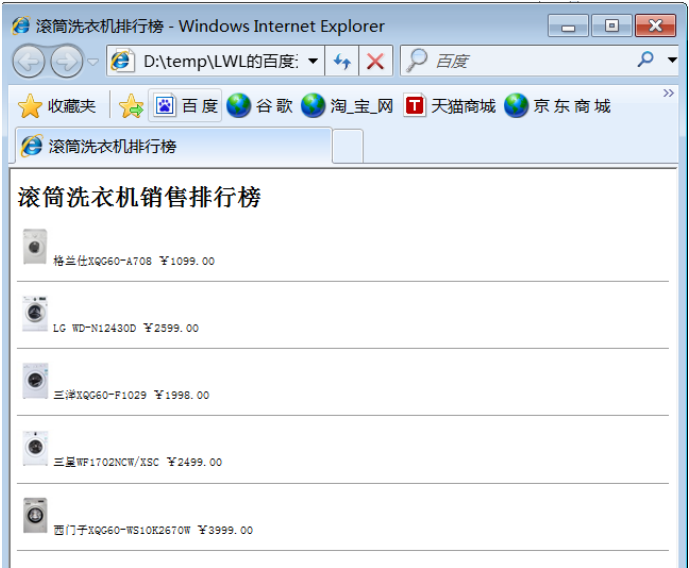 滚筒洗衣机排行榜 - Windows Internet Explorer
D:\temp\LWL的百度
百度
收藏夹
百度 谷歌 淘_宝_网 天猫商城 京东商城
滚筒洗衣机排行榜
滚筒洗衣机销售排行榜
格兰仕XQG60-A708 ¥1099.00
LG WD-N12430D ¥2599.00
三洋XQG60-F1029 ¥1998.00
三星WF1702NCW/XSC ¥2499.00
西门子XQG60-WS10K2670W ¥3999.00